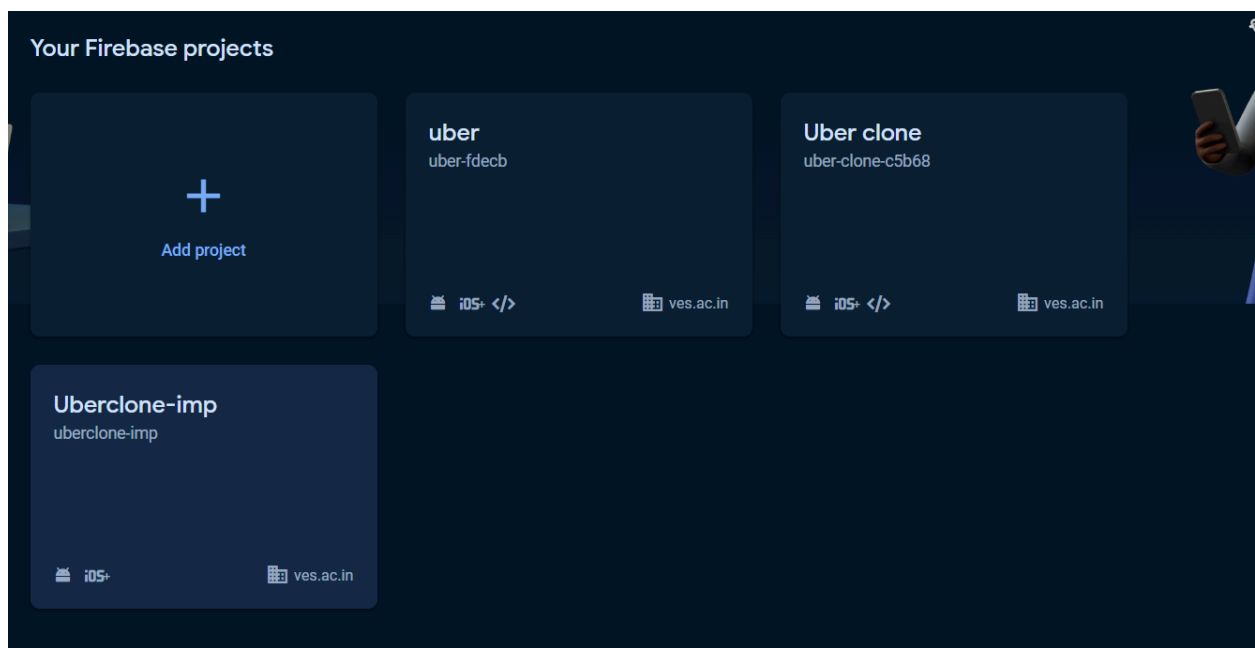 Your Firebase projects
Add project
uber
uber-fdecb
iOS+ </> ves.ac.in
Uber clone
uber-clone-c5b68
iOS+ </> ves.ac.in
Uberclone-imp
uberclone-imp
iOS+ ves.ac.in